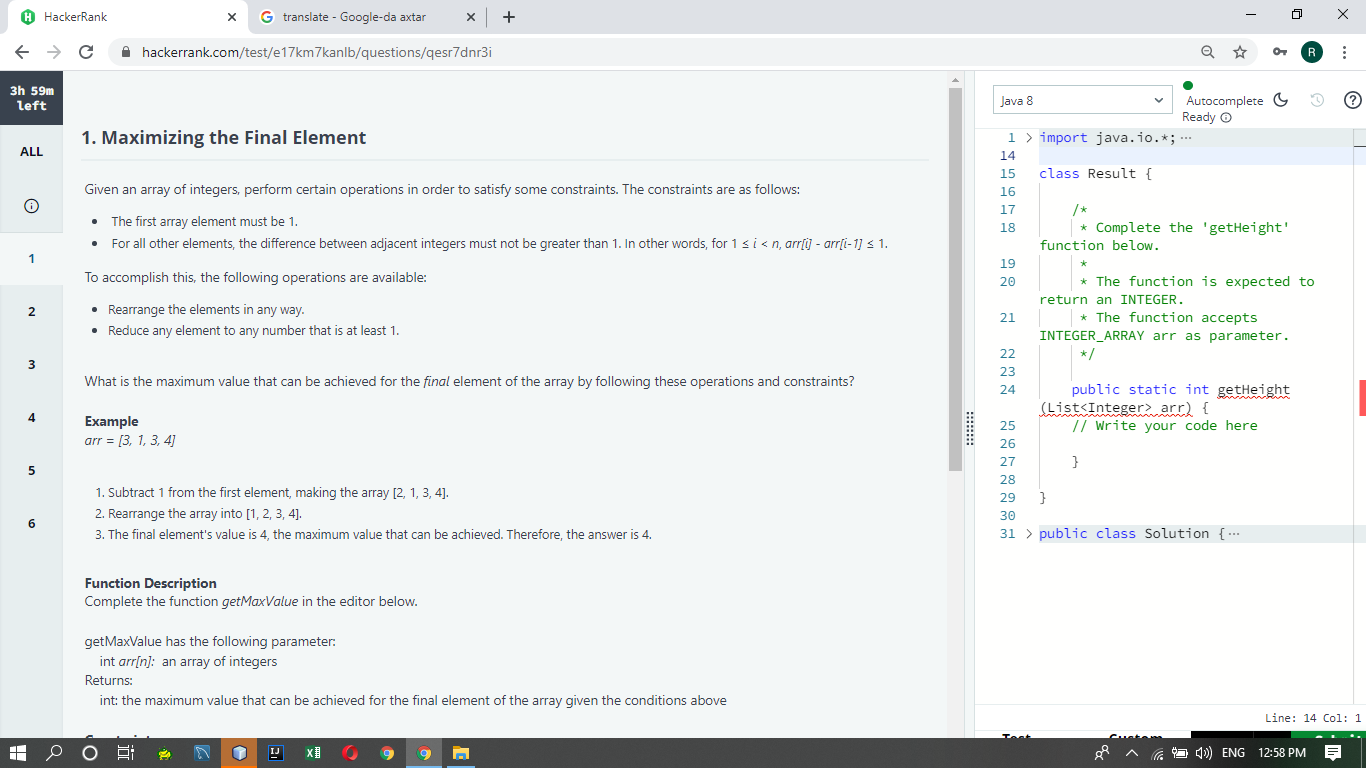 HackerRank
translate - Google-da axtar
hackerrank.com/test/e17km7kanlb/questions/qesr7dnr3i
R
3h 59m
left
ALL
1
2
3
4
5
6
1. Maximizing the Final Element
Given an array of integers, perform certain operations in order to satisfy some constraints. The constraints are as follows:
• The first array element must be 1.
• For all other elements, the difference between adjacent integers must not be greater than 1. In other words, for 1 ≤ i < n, arr[i] - arr[i-1] ≤ 1.
To accomplish this, the following operations are available:
• Rearrange the elements in any way.
• Reduce any element to any number that is at least 1.
What is the maximum value that can be achieved for the final element of the array by following these operations and constraints?
Example
arr = [3, 1, 3, 4]
1. Subtract 1 from the first element, making the array [2, 1, 3, 4].
2. Rearrange the array into [1, 2, 3, 4].
3. The final element's value is 4, the maximum value that can be achieved. Therefore, the answer is 4.
Function Description
Complete the function getMaxValue in the editor below.
getMaxValue has the following parameter:
int arr[n]: an array of integers
Returns:
int: the maximum value that can be achieved for the final element of the array given the conditions above
Java 8
Autocomplete
Ready
1 import java.io.*; ···
14
15 class Result {
16
17 /*
18 * Complete the 'getHeight'
function below.
19 *
20 * The function is expected to
return an INTEGER.
21 * The function accepts
INTEGER_ARRAY arr as parameter.
22 */
23
24 public static int getHeight
(List<Integer> arr) {
25 // Write your code here
26
27 }
28
29 }
30
31 public class Solution { ···
Line: 14 Col: 1
Test
Custom
ENG
12:58 PM